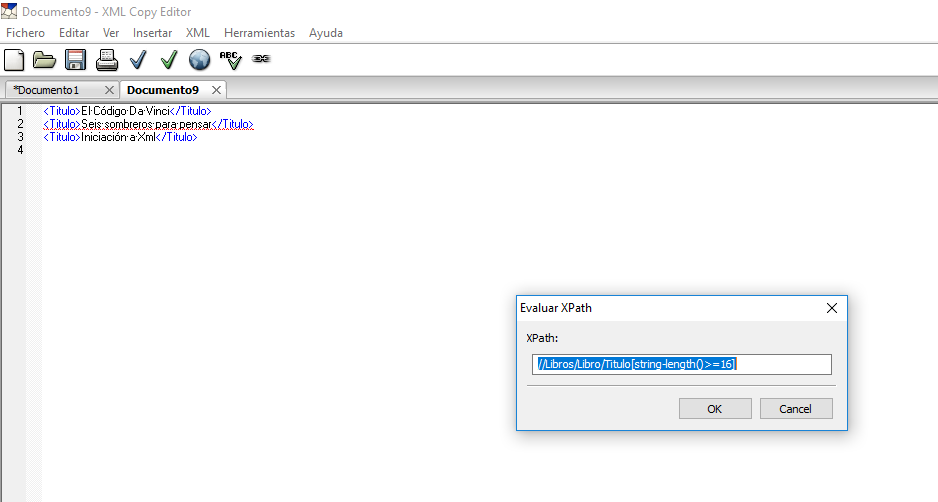 Documento9 - XML Copy Editor
Fichero Editar Ver Insertar XML Herramientas Ayuda
ABC
*Documento1 Documento9
1 <Titulo>El·Código·Da·Vinci</Titulo>
2 <Titulo>Seis·sombreros·para·pensar</Titulo>
3 <Titulo>Iniciación·a·Xml</Titulo>
4
Evaluar XPath
XPath:
//Libros/Libro/Titulo[string-length()>=16]
OK Cancel